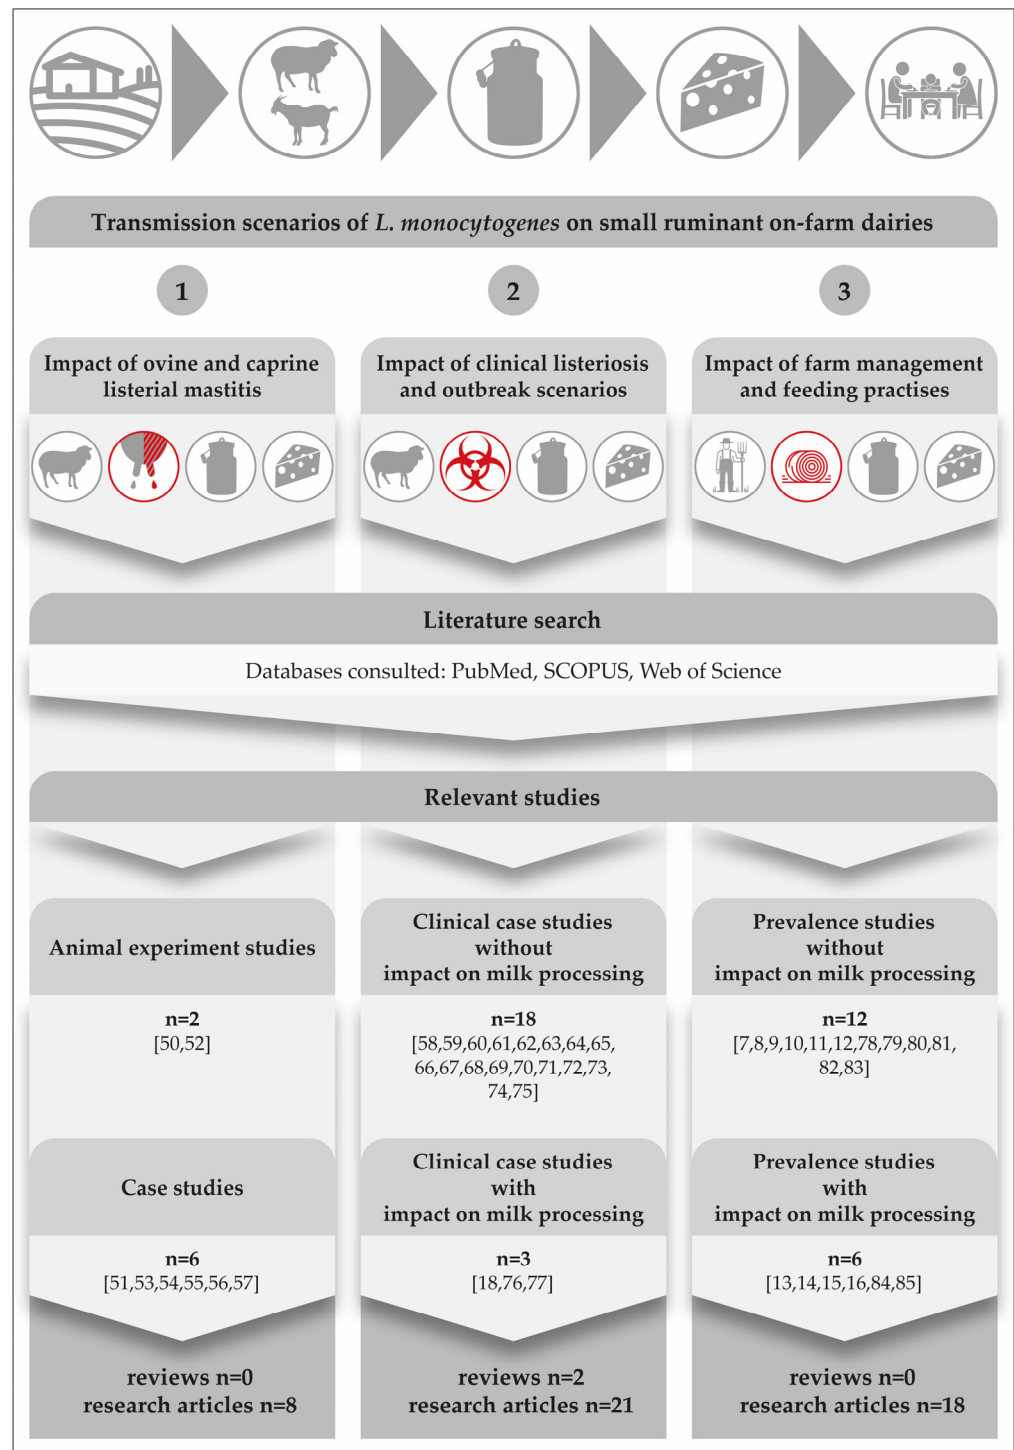 Transmission scenarios of L. monocytogenes on small ruminant on-farm dairies
1
2
3
Impact of ovine and caprine
listerial mastitis
Impact of clinical listeriosis
and outbreak scenarios
Impact of farm management
and feeding practises
Literature search
Databases consulted: PubMed, SCOPUS, Web of Science
Relevant studies
Animal experiment studies
n=2
[50,52]
Clinical case studies
without
impact on milk processing
n=18
[58,59,60,61,62,63,64,65,
66,67,68,69,70,71,72,73,
74,75]
Prevalence studies
without
impact on milk processing
n=12
[7,8,9,10,11,12,78,79,80,81,
82,83]
Case studies
n=6
[51,53,54,55,56,57]
Clinical case studies
with
impact on milk processing
n=3
[18,76,77]
Prevalence studies
with
impact on milk processing
n=6
[13,14,15,16,84,85]
reviews n=0
research articles n=8
reviews n=2
research articles n=21
reviews n=0
research articles n=18